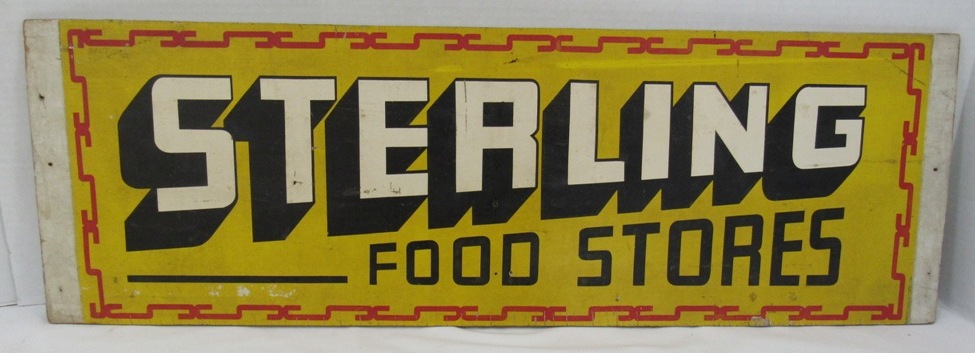 STERLING
FOOD STORES